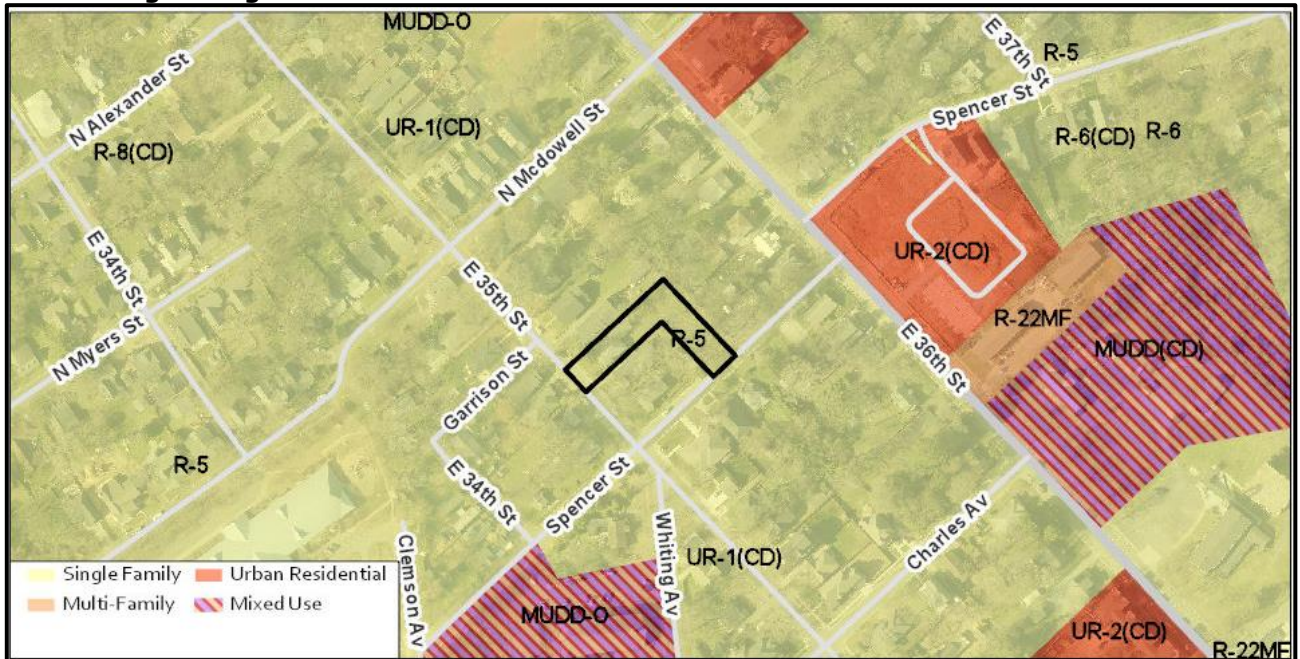 MUDD-O
E 37th St
R-5
N Alexander St
Spencer St
UR-1(CD)
N Mcdowell St
R-6(CD)
R-6
R-8(CD)
E 34th St
UR-2(CD)
E 35th St
R-22MF
N Myers St
R-5
MUDD(CD)
E 36th St
Garrison St
R-5
E 34th St
Spencer St
Whiting Av
UR-1(CD)
Charles Av
Clemson Av
Single Family
Urban Residential
Multi-Family
Mixed Use
MUDD-O
UR-2(CD)
R-22MF